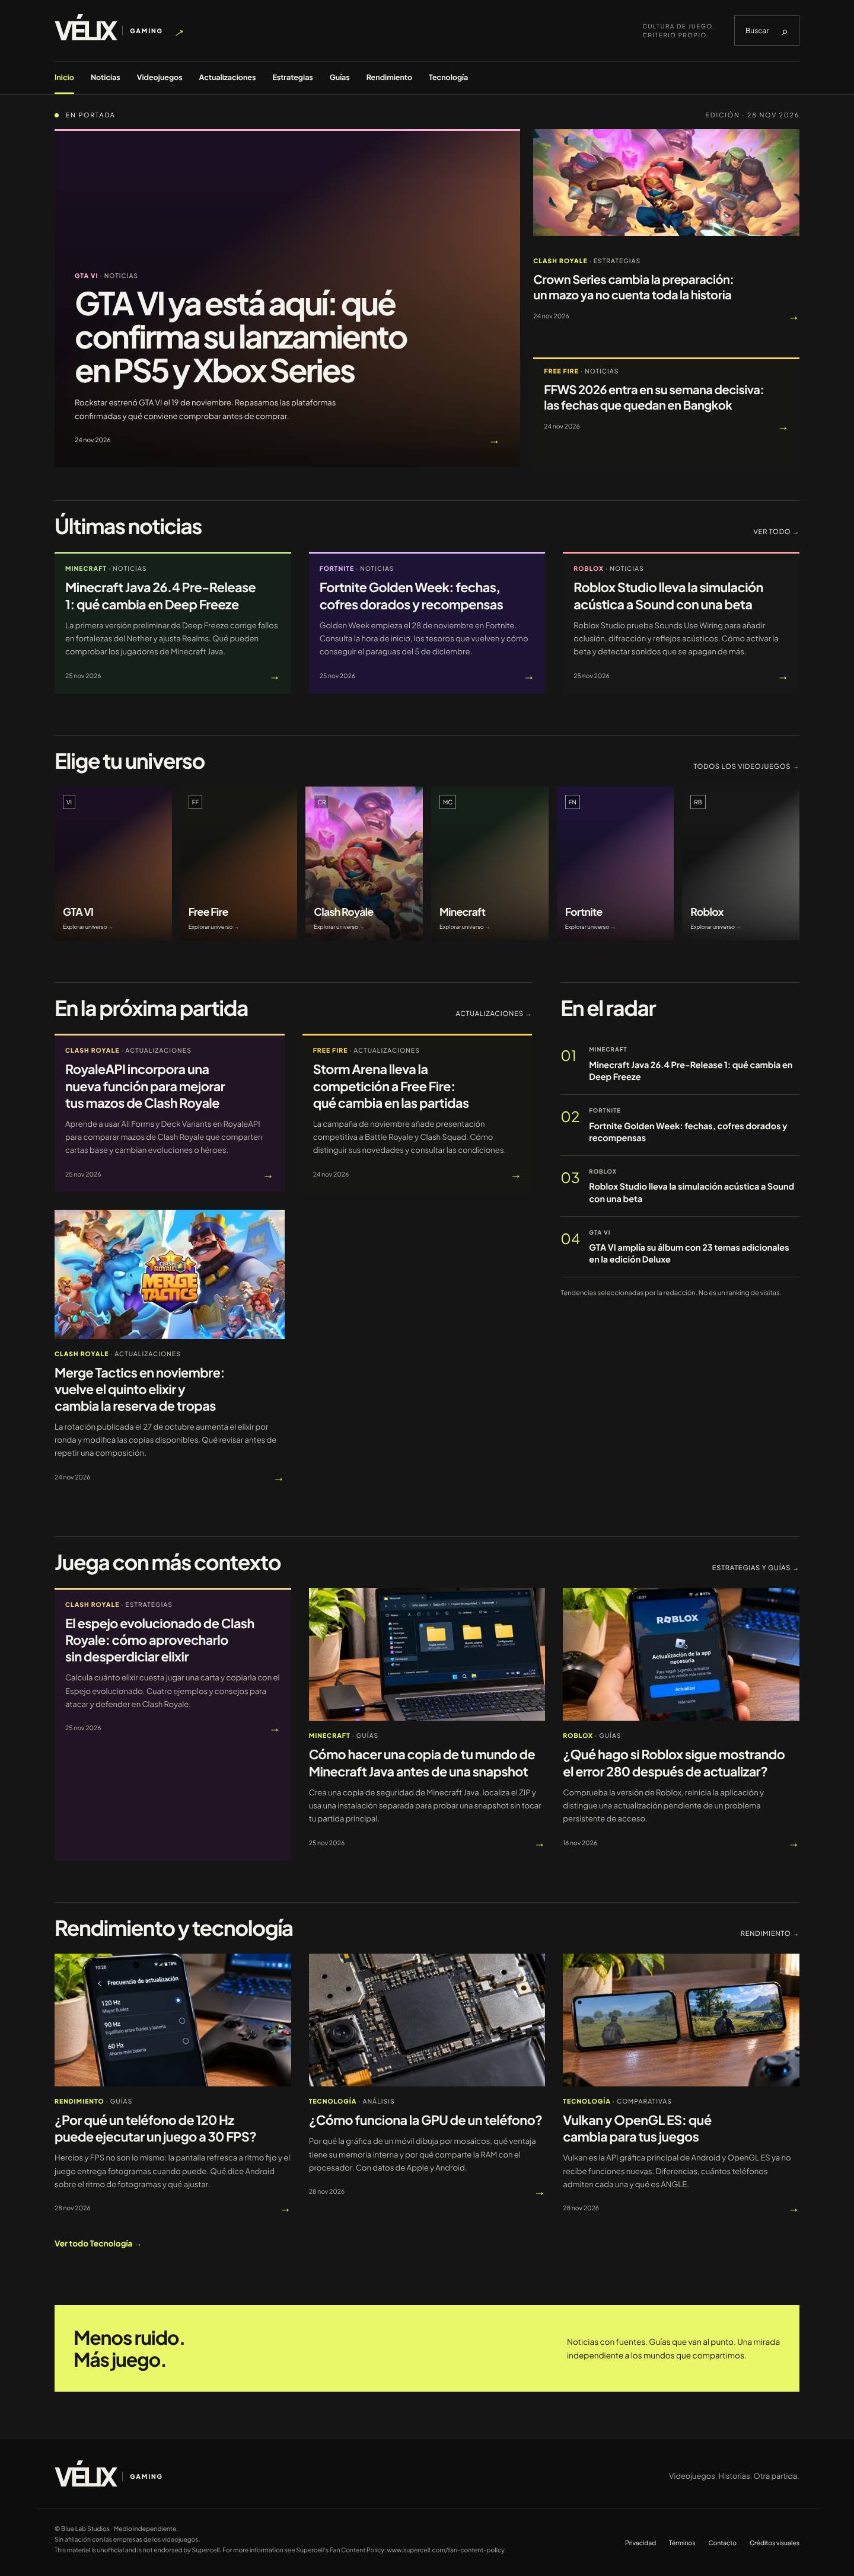 VÉLIX GAMING
CULTURA DE JUEGO.
CRITERIO PROPIO.
Buscar
Inicio Noticias Videojuegos Actualizaciones Estrategias Guías Rendimiento Tecnología
EN PORTADA
EDICIÓN · 28 NOV 2026
GTA VI · NOTICIAS
GTA VI ya está aquí: qué
confirma su lanzamiento
en PS5 y Xbox Series
Rockstar estrenó GTA VI el 19 de noviembre. Repasamos las plataformas
confirmadas y qué conviene comprobar antes de comprar.
24 nov 2026 →
CLASH ROYALE · ESTRATEGIAS
Crown Series cambia la preparación:
un mazo ya no cuenta toda la historia
24 nov 2026 →
FREE FIRE · NOTICIAS
FFWS 2026 entra en su semana decisiva:
las fechas que quedan en Bangkok
24 nov 2026 →
Últimas noticias
VER TODO →
MINECRAFT · NOTICIAS
Minecraft Java 26.4 Pre-Release
1: qué cambia en Deep Freeze
La primera versión preliminar de Deep Freeze corrige fallos
en fortalezas del Nether y ajusta Realms. Qué pueden
comprobar los jugadores de Minecraft Java.
25 nov 2026 →
FORTNITE · NOTICIAS
Fortnite Golden Week: fechas,
cofres dorados y recompensas
Golden Week empieza el 28 de noviembre en Fortnite.
Consulta la hora de inicio, los tesoros que vuelven y cómo
conseguir el paraguas del 5 de diciembre.
25 nov 2026 →
ROBLOX · NOTICIAS
Roblox Studio lleva la simulación
acústica a Sound con una beta
Roblox Studio prueba Sounds Use Wiring para añadir
oclusión, difracción y reflejos acústicos. Cómo activar la
beta y detectar sonidos que se apagan de más.
25 nov 2026 →
Elige tu universo
TODOS LOS VIDEOJUEGOS →
VI
GTA VI
Explorar universo →
FF
Free Fire
Explorar universo →
CR
Clash Royale
Explorar universo →
MC
Minecraft
Explorar universo →
FN
Fortnite
Explorar universo →
RB
Roblox
Explorar universo →
En la próxima partida
ACTUALIZACIONES →
CLASH ROYALE · ACTUALIZACIONES
RoyaleAPI incorpora una
nueva función para mejorar
tus mazos de Clash Royale
Aprende a usar All Forms y Deck Variants en RoyaleAPI
para comparar mazos de Clash Royale que comparten
cartas base y cambian evoluciones o héroes.
25 nov 2026 →
FREE FIRE · ACTUALIZACIONES
Storm Arena lleva la
competición a Free Fire:
qué cambia en las partidas
La campaña de noviembre añade presentación
competitiva a Battle Royale y Clash Squad. Cómo
distinguir sus novedades y consultar las condiciones.
24 nov 2026 →
CLASH ROYALE
MERGE
TACTICS
CLASH ROYALE · ACTUALIZACIONES
Merge Tactics en noviembre:
vuelve el quinto elixir y
cambia la reserva de tropas
La rotación publicada el 27 de octubre aumenta el elixir por
ronda y modifica las copias disponibles. Qué revisar antes de
repetir una composición.
24 nov 2026 →
En el radar
01
MINECRAFT
Minecraft Java 26.4 Pre-Release 1: qué cambia en
Deep Freeze
02
FORTNITE
Fortnite Golden Week: fechas, cofres dorados y
recompensas
03
ROBLOX
Roblox Studio lleva la simulación acústica a Sound
con una beta
04
GTA VI
GTA VI amplía su álbum con 23 temas adicionales
en la edición Deluxe
Tendencias seleccionadas por la redacción. No es un ranking de visitas.
Juega con más contexto
ESTRATEGIAS Y GUÍAS →
CLASH ROYALE · ESTRATEGIAS
El espejo evolucionado de Clash
Royale: cómo aprovecharlo
sin desperdiciar elixir
Calcula cuánto elixir cuesta jugar una carta y copiarla con el
Espejo evolucionado. Cuatro ejemplos y consejos para
atacar y defender en Clash Royale.
25 nov 2026 →
MINECRAFT · GUÍAS
Cómo hacer una copia de tu mundo de
Minecraft Java antes de una snapshot
Crea una copia de seguridad de Minecraft Java, localiza el ZIP y
usa una instalación separada para probar una snapshot sin tocar
tu partida principal.
25 nov 2026 →
ROBLOX
Actualización de la app
necesaria
Actualizar
ROBLOX · GUÍAS
¿Qué hago si Roblox sigue mostrando
el error 280 después de actualizar?
Comprueba la versión de Roblox, reinicia la aplicación y
distingue una actualización pendiente de un problema
persistente de acceso.
16 nov 2026 →
Rendimiento y tecnología
RENDIMIENTO →
10:28
Frecuencia de actualización
120 Hz
Mayor fluidez
90 Hz
Equilibrio entre fluidez y batería
60 Hz
Ahorra más batería
RENDIMIENTO · GUÍAS
¿Por qué un teléfono de 120 Hz
puede ejecutar un juego a 30 FPS?
Hercios y FPS no son lo mismo: la pantalla refresca a ritmo fijo y el
juego entrega fotogramas cuando puede. Qué dice Android
sobre el ritmo de fotogramas y qué ajustar.
28 nov 2026 →
TECNOLOGÍA · ANÁLISIS
¿Cómo funciona la GPU de un teléfono?
Por qué la gráfica de un móvil dibuja por mosaicos, qué ventaja
tiene su memoria interna y por qué comparte la RAM con el
procesador. Con datos de Apple y Android.
28 nov 2026 →
TECNOLOGÍA · COMPARATIVAS
Vulkan y OpenGL ES: qué
cambia para tus juegos
Vulkan es la API gráfica principal de Android y OpenGL ES ya no
recibe funciones nuevas. Diferencias, cuántos teléfonos
admiten cada una y qué es ANGLE.
28 nov 2026 →
Ver todo Tecnología →
Menos ruido.
Más juego.
Noticias con fuentes. Guías que van al punto. Una mirada
independiente a los mundos que compartimos.
VÉLIX GAMING
Videojuegos. Historias. Otra partida.
© Blue Lab Studios · Medio independiente.
Sin afiliación con las empresas de los videojuegos.
This material is unofficial and is not endorsed by Supercell. For more information see Supercell's Fan Content Policy: www.supercell.com/fan-content-policy.
Privacidad Términos Contacto Créditos visuales